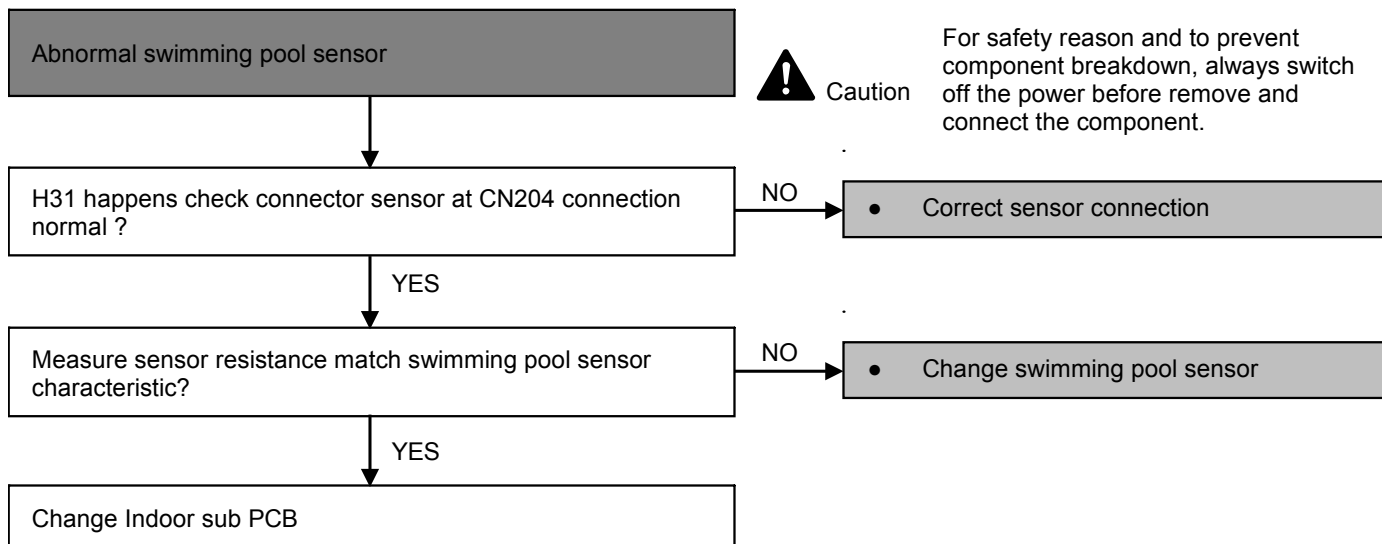 Abnormal swimming pool sensor
Caution
For safety reason and to prevent
component breakdown, always switch
off the power before remove and
connect the component.
.
H31 happens check connector sensor at CN204 connection
normal ?
NO
● Correct sensor connection
YES
.
Measure sensor resistance match swimming pool sensor
characteristic?
NO
● Change swimming pool sensor
YES
Change Indoor sub PCB